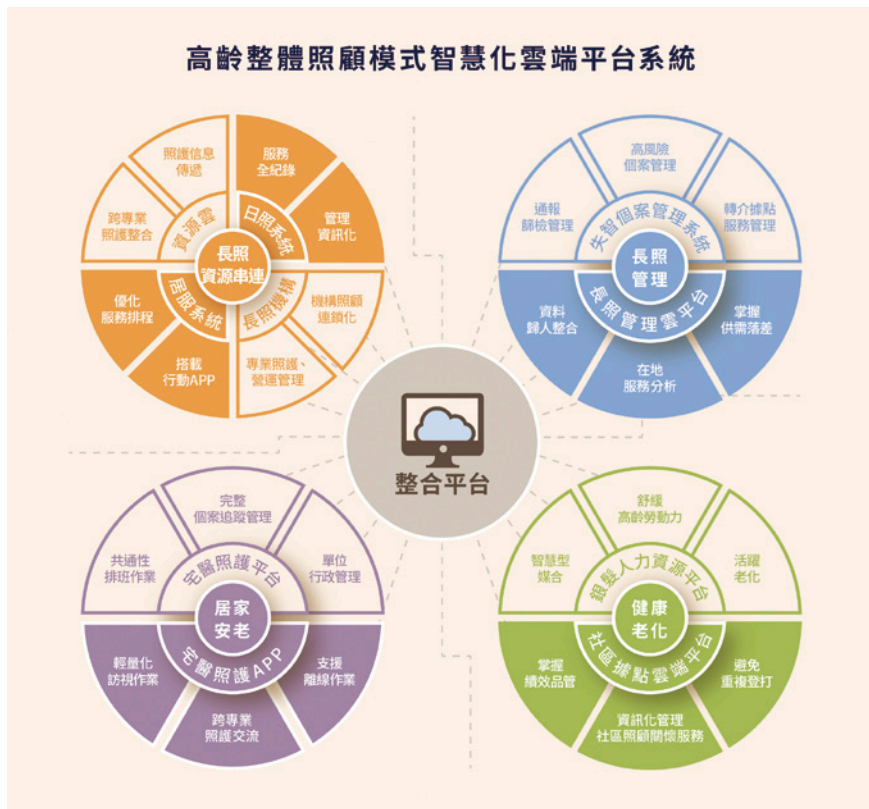 高齡整體照顧模式智慧化雲端平台系統
照護信息
傳遞
服務
全紀錄
跨專業
照護整合
管理
資訊化
資源雲
日照系統
長照
資源串連
居服系統
長照機構
優化
服務排程
機構照顧
連鎖化
搭載
行動APP
專業照護、
營運管理
高風險
個案管理
通報
篩檢管理
轉介據點
服務管理
失智個案管理系統
長照
管理
長照管理雲平台
資料
歸人整合
掌握
供需落差
在地
服務分析
整合平台
完整
個案追蹤管理
共通性
排班作業
單位
行政管理
宅醫照護平台
居家
安老
宅醫照護APP
輕量化
訪視作業
支援
離線作業
跨專業
照護交流
舒緩
高齡勞動力
智慧型
媒合
活躍
老化
銀髮人力資源平台
健康
老化
社區據點雲端平台
掌握
績效品管
避免
重複登打
資訊化管理
社區照顧關懷服務